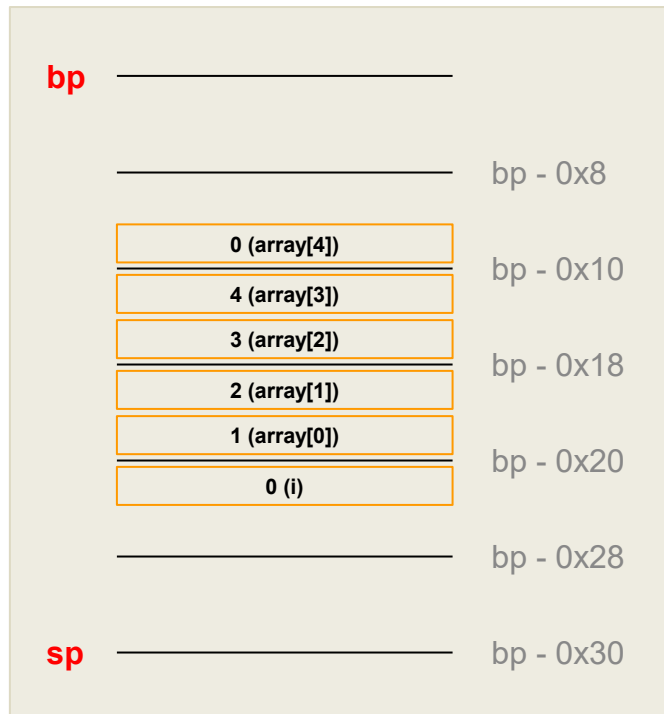 bp
bp - 0x8
0 (array[4])
bp - 0x10
4 (array[3])
3 (array[2])
bp - 0x18
2 (array[1])
1 (array[0])
bp - 0x20
0 (i)
bp - 0x28
sp
bp - 0x30